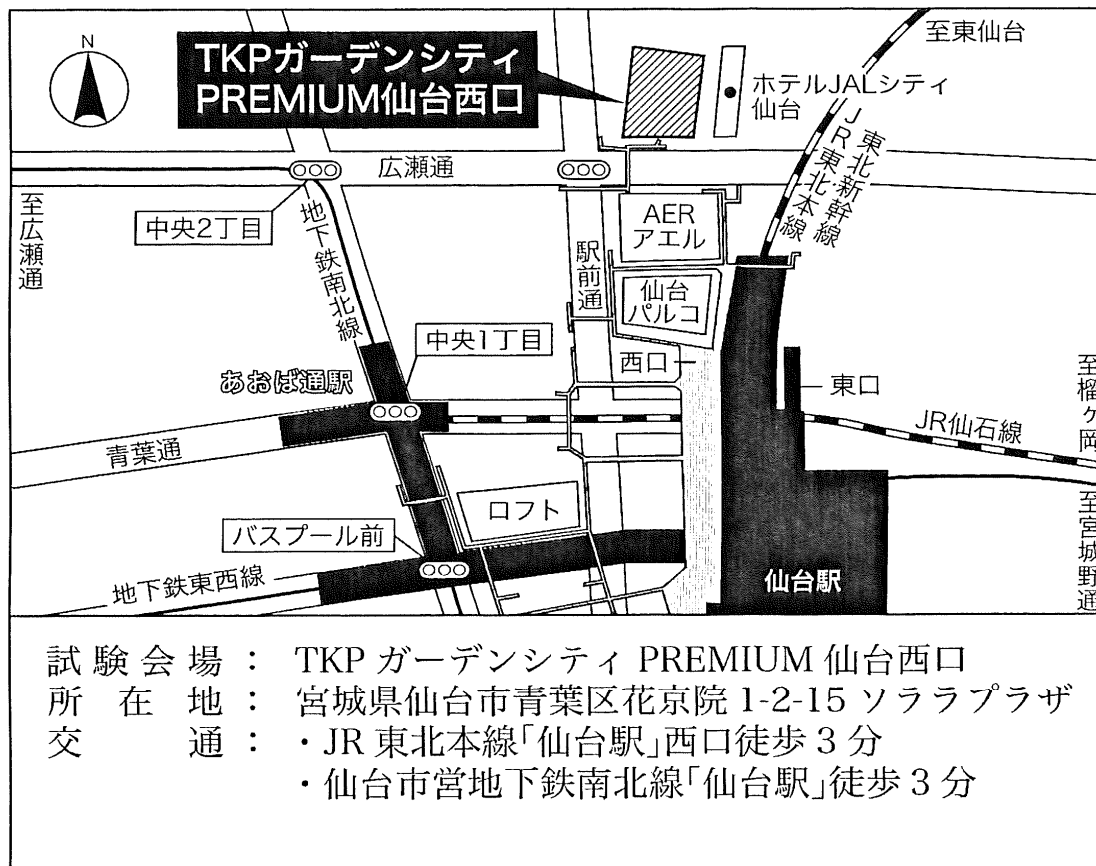 N
TKPガーデンシティ
PREMIUM仙台西口
至東仙台
ホテルJALシティ
仙台
東北新幹線
JR東北本線
広瀬通
至広瀬通
中央2丁目
地下鉄南北線
AER
アエル
駅前通
仙台
パルコ
中央1丁目
西口
あおば通駅
東口
至榴ヶ岡
JR仙石線
青葉通
ロフト
バスプール前
至宮城野通
地下鉄東西線
仙台駅
試験会場： TKP ガーデンシティ PREMIUM 仙台西口
所在地： 宮城県仙台市青葉区花京院 1-2-15 ソララプラザ
交通： ・JR 東北本線「仙台駅」西口徒歩 3 分
・仙台市営地下鉄南北線「仙台駅」徒歩 3 分